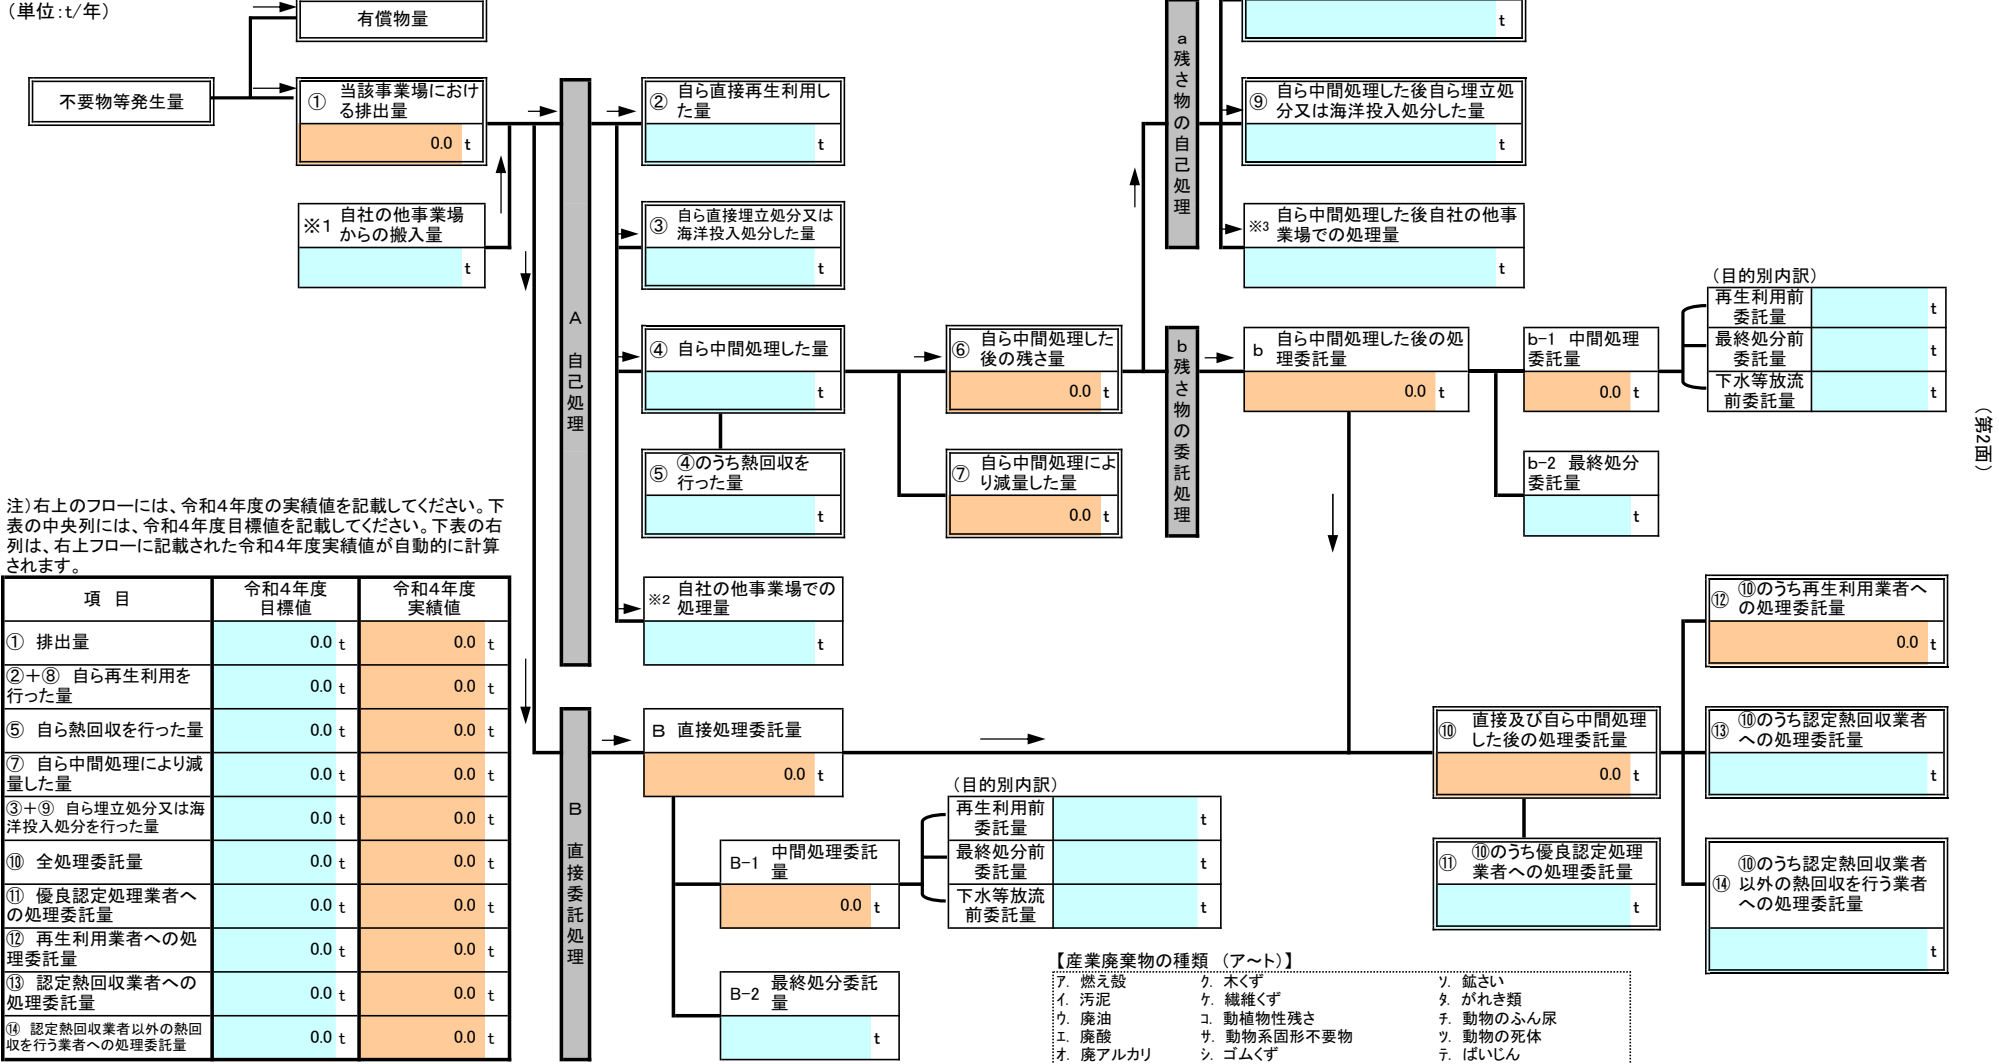 (単位:t/年)
有償物量
t
不要物等発生量
① 当該事業場におけ
る排出量
0.0 t
※1 自社の他事業場
からの搬入量
t
A 自己処理
② 自ら直接再生利用し
た量
t
③ 自ら直接埋立処分又は
海洋投入処分した量
t
④ 自ら中間処理した量
t
⑤ ④のうち熱回収を
行った量
t
※2 自社の他事業場での
処理量
t
⑥ 自ら中間処理した
後の残さ量
0.0 t
⑦ 自ら中間処理によ
り減量した量
0.0 t
a残さ物の自己処理
⑨ 自ら中間処理した後自ら埋立処
分又は海洋投入処分した量
t
※3 自ら中間処理した後自社の他事
業場での処理量
t
b残さ物の委託処理
b 自ら中間処理した後の処
理委託量
0.0 t
b-1 中間処理
委託量
0.0 t
b-2 最終処分
委託量
t
(目的別内訳)
再生利用前
委託量
t
最終処分前
委託量
t
下水等放流
前委託量
t
(第2面)
注)右上のフローには、令和4年度の実績値を記載してください。下
表の中央列には、令和4年度目標値を記載してください。下表の右
列は、右上フローに記載された令和4年度実績値が自動的に計算
されます。
項 目 令和4年度 令和4年度
目標値 実績値
① 排出量 0.0 t 0.0 t
②+⑧ 自ら再生利用を
行った量 0.0 t 0.0 t
⑤ 自ら熱回収を行った量 0.0 t 0.0 t
⑦ 自ら中間処理により減
量した量 0.0 t 0.0 t
③+⑨ 自ら埋立処分又は海
洋投入処分を行った量 0.0 t 0.0 t
⑩ 全処理委託量 0.0 t 0.0 t
⑪ 優良認定処理業者へ
の処理委託量 0.0 t 0.0 t
⑫ 再生利用業者への処
理委託量 0.0 t 0.0 t
⑬ 認定熱回収業者への
処理委託量 0.0 t 0.0 t
⑭ 認定熱回収業者以外の熱回
収を行う業者への処理委託量 0.0 t 0.0 t
B 直接委託処理
B 直接処理委託量
0.0 t
B-1 中間処理委託
量
0.0 t
B-2 最終処分委託
量
t
(目的別内訳)
再生利用前
委託量
t
最終処分前
委託量
t
下水等放流
前委託量
t
⑩ 直接及び自ら中間処理
した後の処理委託量
0.0 t
⑪ ⑩のうち優良認定処理
業者への処理委託量
t
⑫ ⑩のうち再生利用業者へ
の処理委託量
0.0 t
⑬ ⑩のうち認定熱回収業者
への処理委託量
t
⑭ ⑩のうち認定熱回収業者
以外の熱回収を行う業者
への処理委託量
t
【産業廃棄物の種類 (ア~ト)】
ア. 燃え殻 ク. 木くず ソ. 鉱さい
イ. 汚泥 ケ. 繊維くず タ. がれき類
ウ. 廃油 コ. 動植物性残さ チ. 動物のふん尿
エ. 廃酸 サ. 動物系固形不要物 ツ. 動物の死体
オ. 廃アルカリ シ. ゴムくず テ. ばいじん